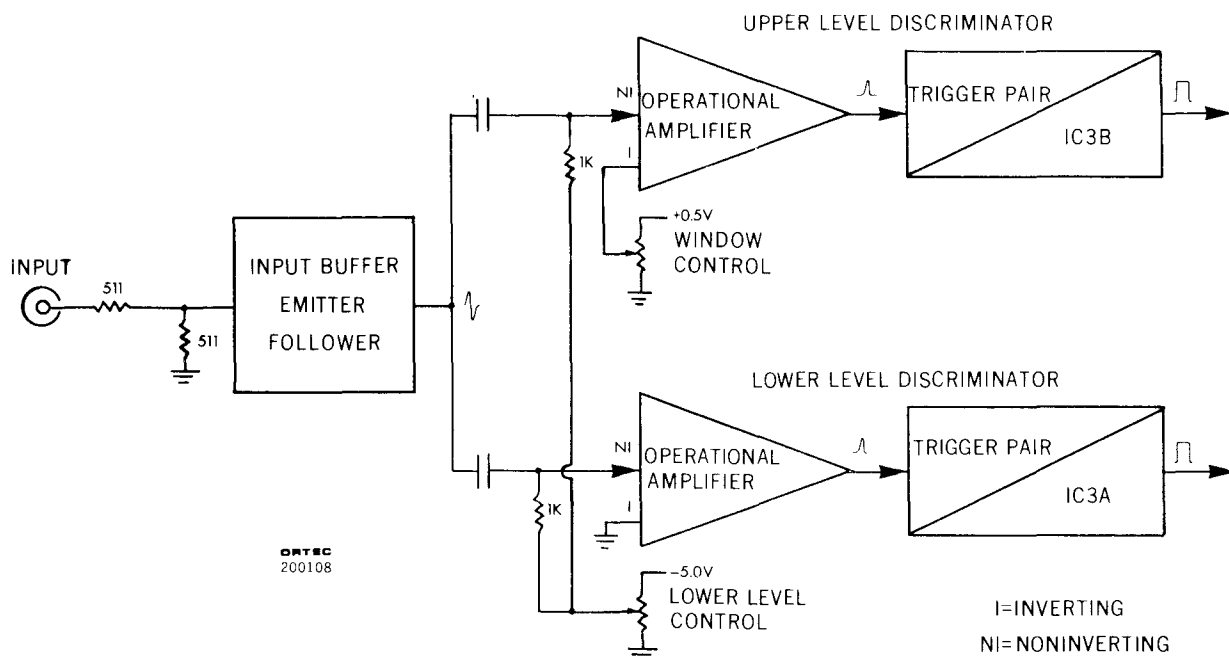 UPPER LEVEL DISCRIMINATOR
NI
OPERATIONAL
AMPLIFIER
I
TRIGGER PAIR
IC3B
1K
+0.5V
WINDOW
CONTROL
INPUT
511
511
INPUT BUFFER
EMITTER
FOLLOWER
LOWER LEVEL DISCRIMINATOR
NI
OPERATIONAL
AMPLIFIER
I
TRIGGER PAIR
IC3A
1K
ORTEC
200108
-5.0V
LOWER LEVEL
CONTROL
I=INVERTING
NI=NONINVERTING